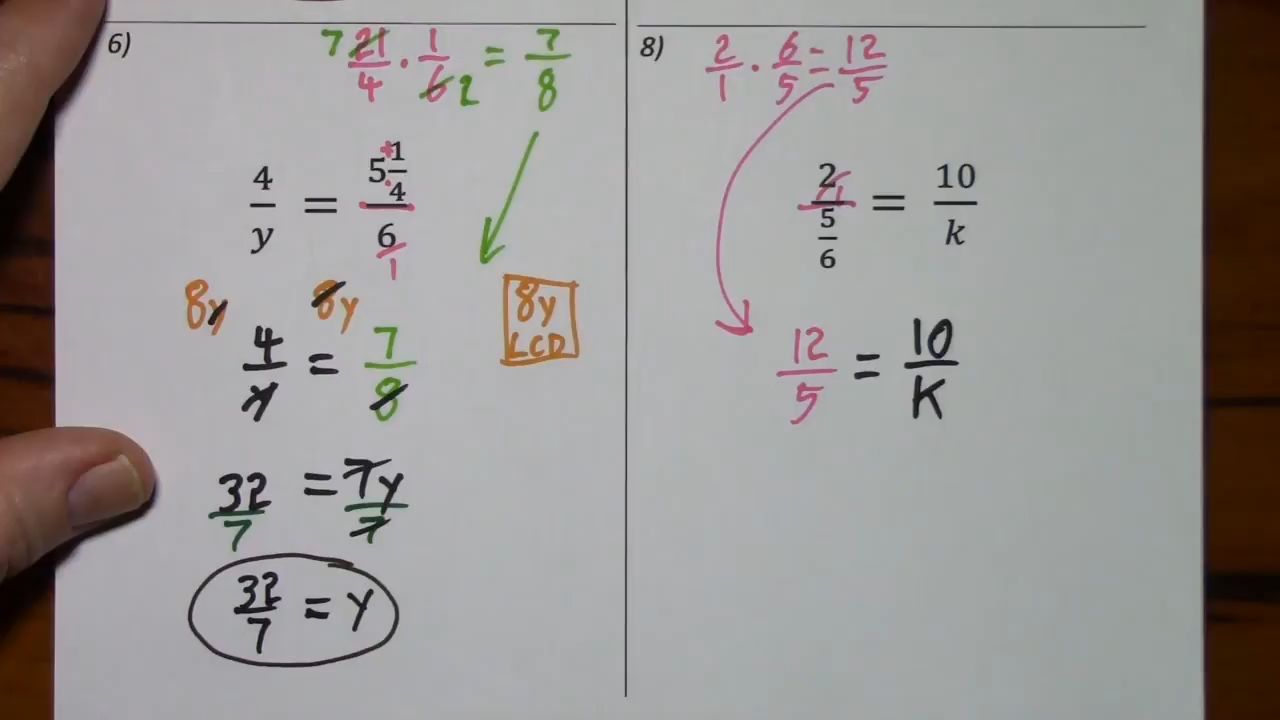 6)
7 21/4 · 1/6 2 = 7/8
4/y = 5 + 1/· 4 / 6/1
8y 8y
8y
LCD
4/y = 7/8
32/7 = 7y/7
32/7 = y
8)
2/1 · 6/5 = 12/5
2/1 / 5/6 = 10/k
12/5 = 10/K